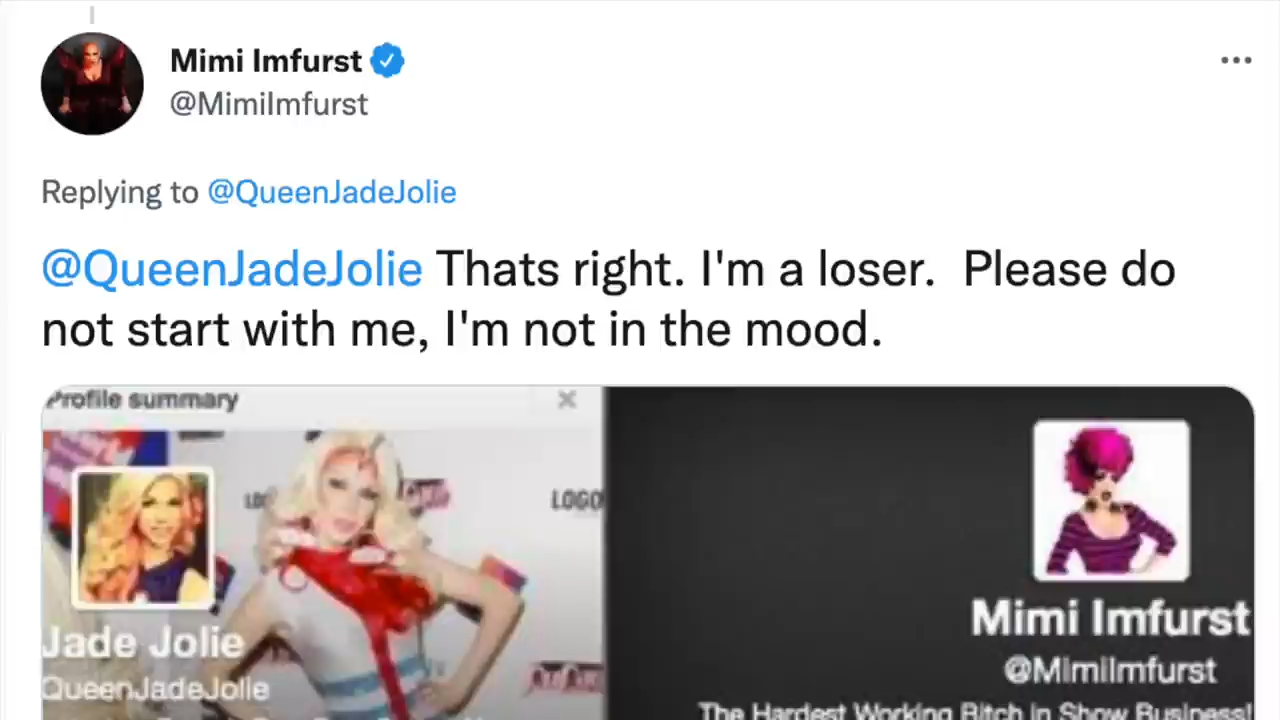 Mimi Imfurst
@MimiImfurst
Replying to @QueenJadeJolie
@QueenJadeJolie Thats right. I'm a loser.  Please do
not start with me, I'm not in the mood.
Profile summary
LOGO
Jade Jolie
QueenJadeJolie
Mimi Imfurst
@MimiImfurst
The Hardest Working Bitch in Show Business!